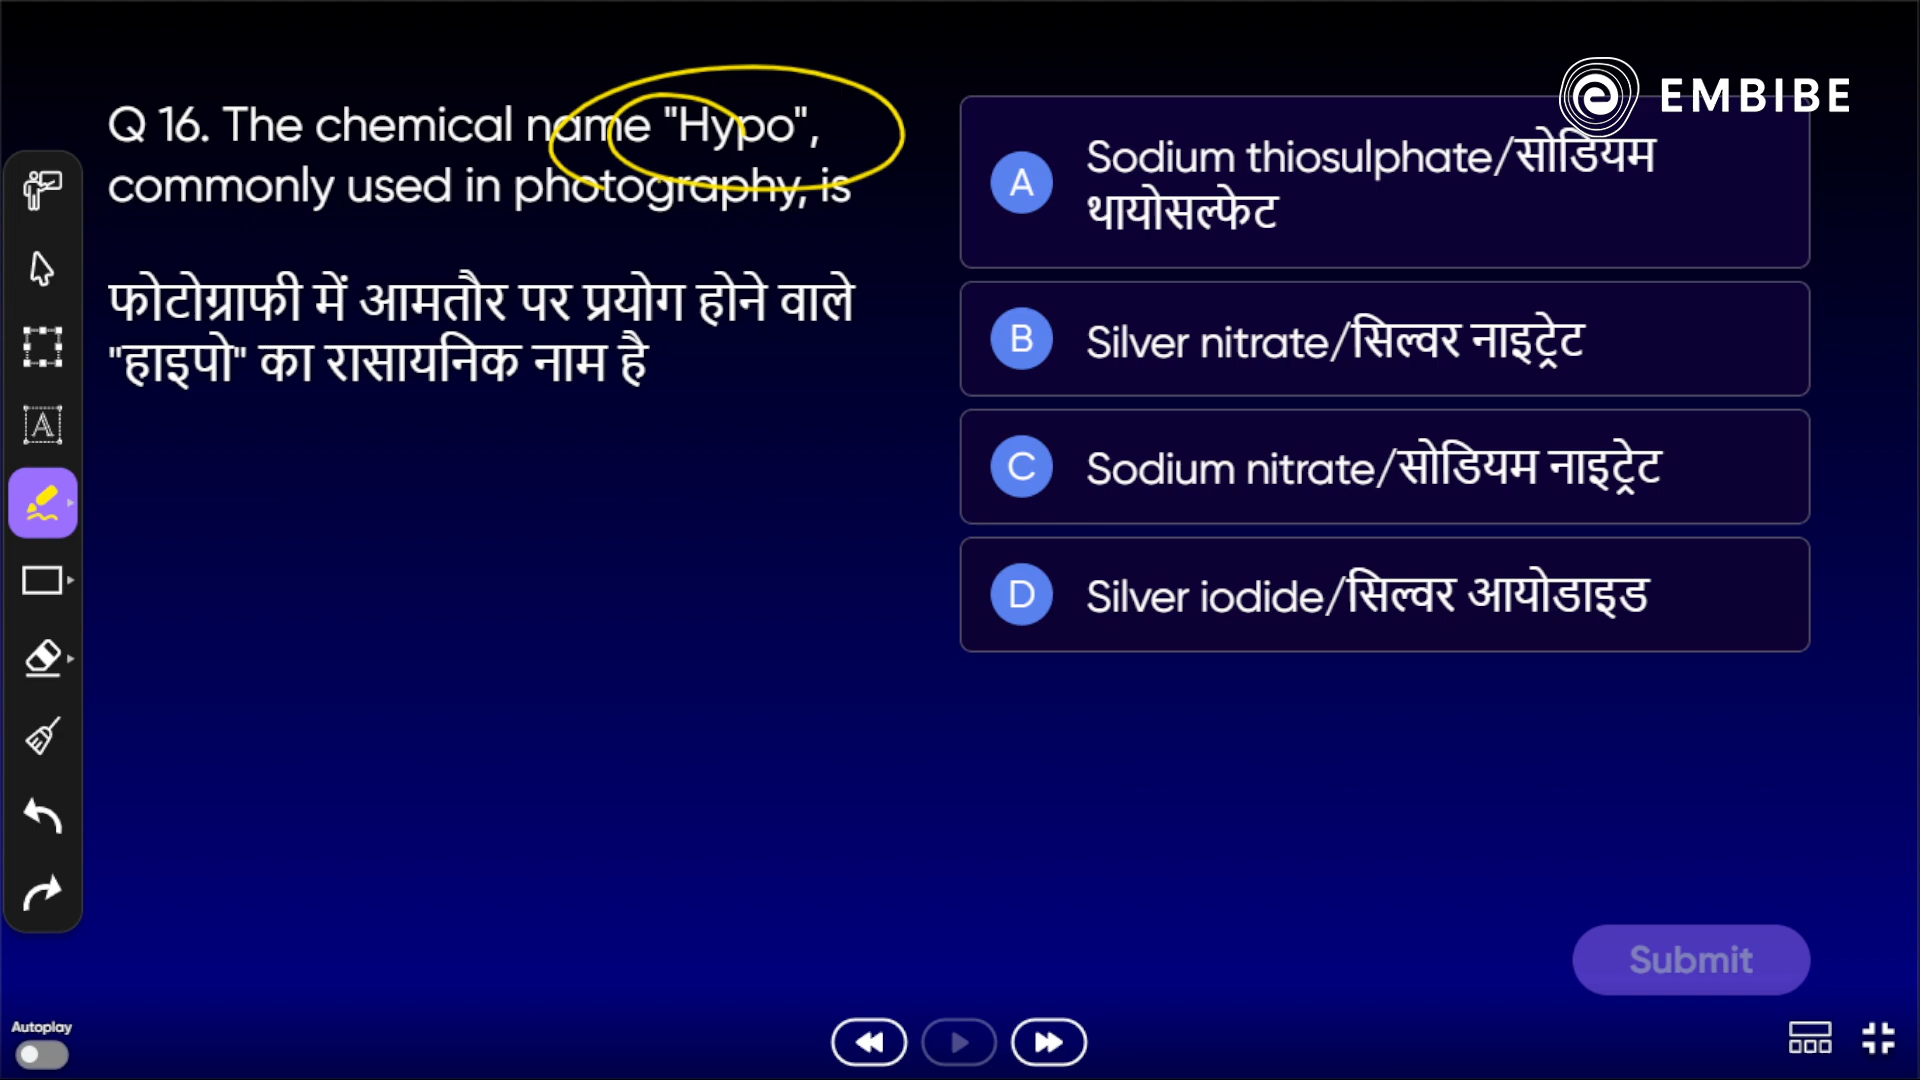 EMBIBE
Q 16. The chemical name "Hypo",
commonly used in photography, is
फोटोग्राफी में आमतौर पर प्रयोग होने वाले
"हाइपो" का रासायनिक नाम है
A Sodium thiosulphate/सोडियम
थायोसल्फेट
B Silver nitrate/सिल्वर नाइट्रेट
C Sodium nitrate/सोडियम नाइट्रेट
D Silver iodide/सिल्वर आयोडाइड
A
Submit
Autoplay